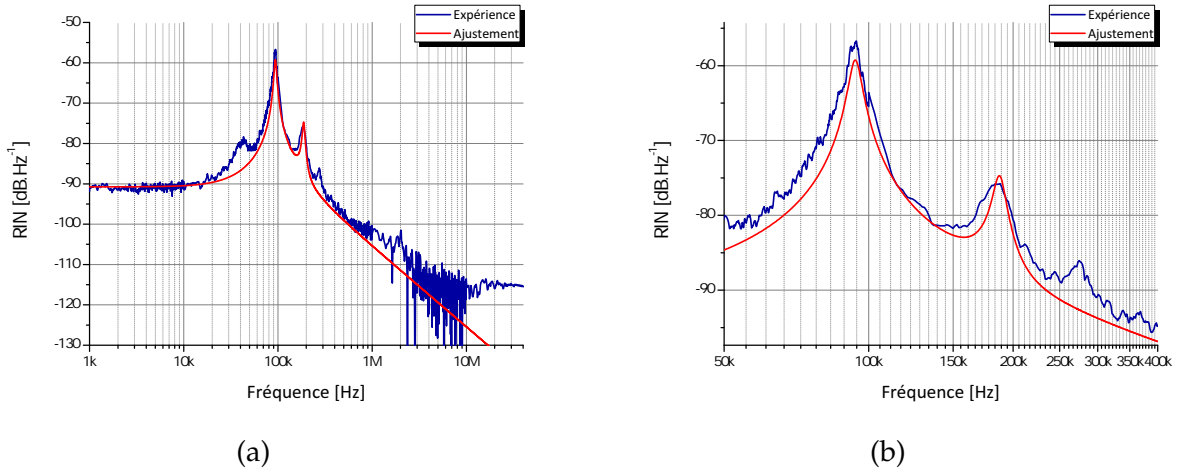 Expérience
Ajustement
-50
-60
-70
-80
-90
-100
-110
-120
-130
RIN [dB.Hz-1]
1k
10k
100k
1M
10M
Fréquence [Hz]
(a)
Expérience
Ajustement
-60
-70
-80
-90
RIN [dB.Hz-1]
50k
100k
150k
200k
250k
300k
350k
400k
Fréquence [Hz]
(b)